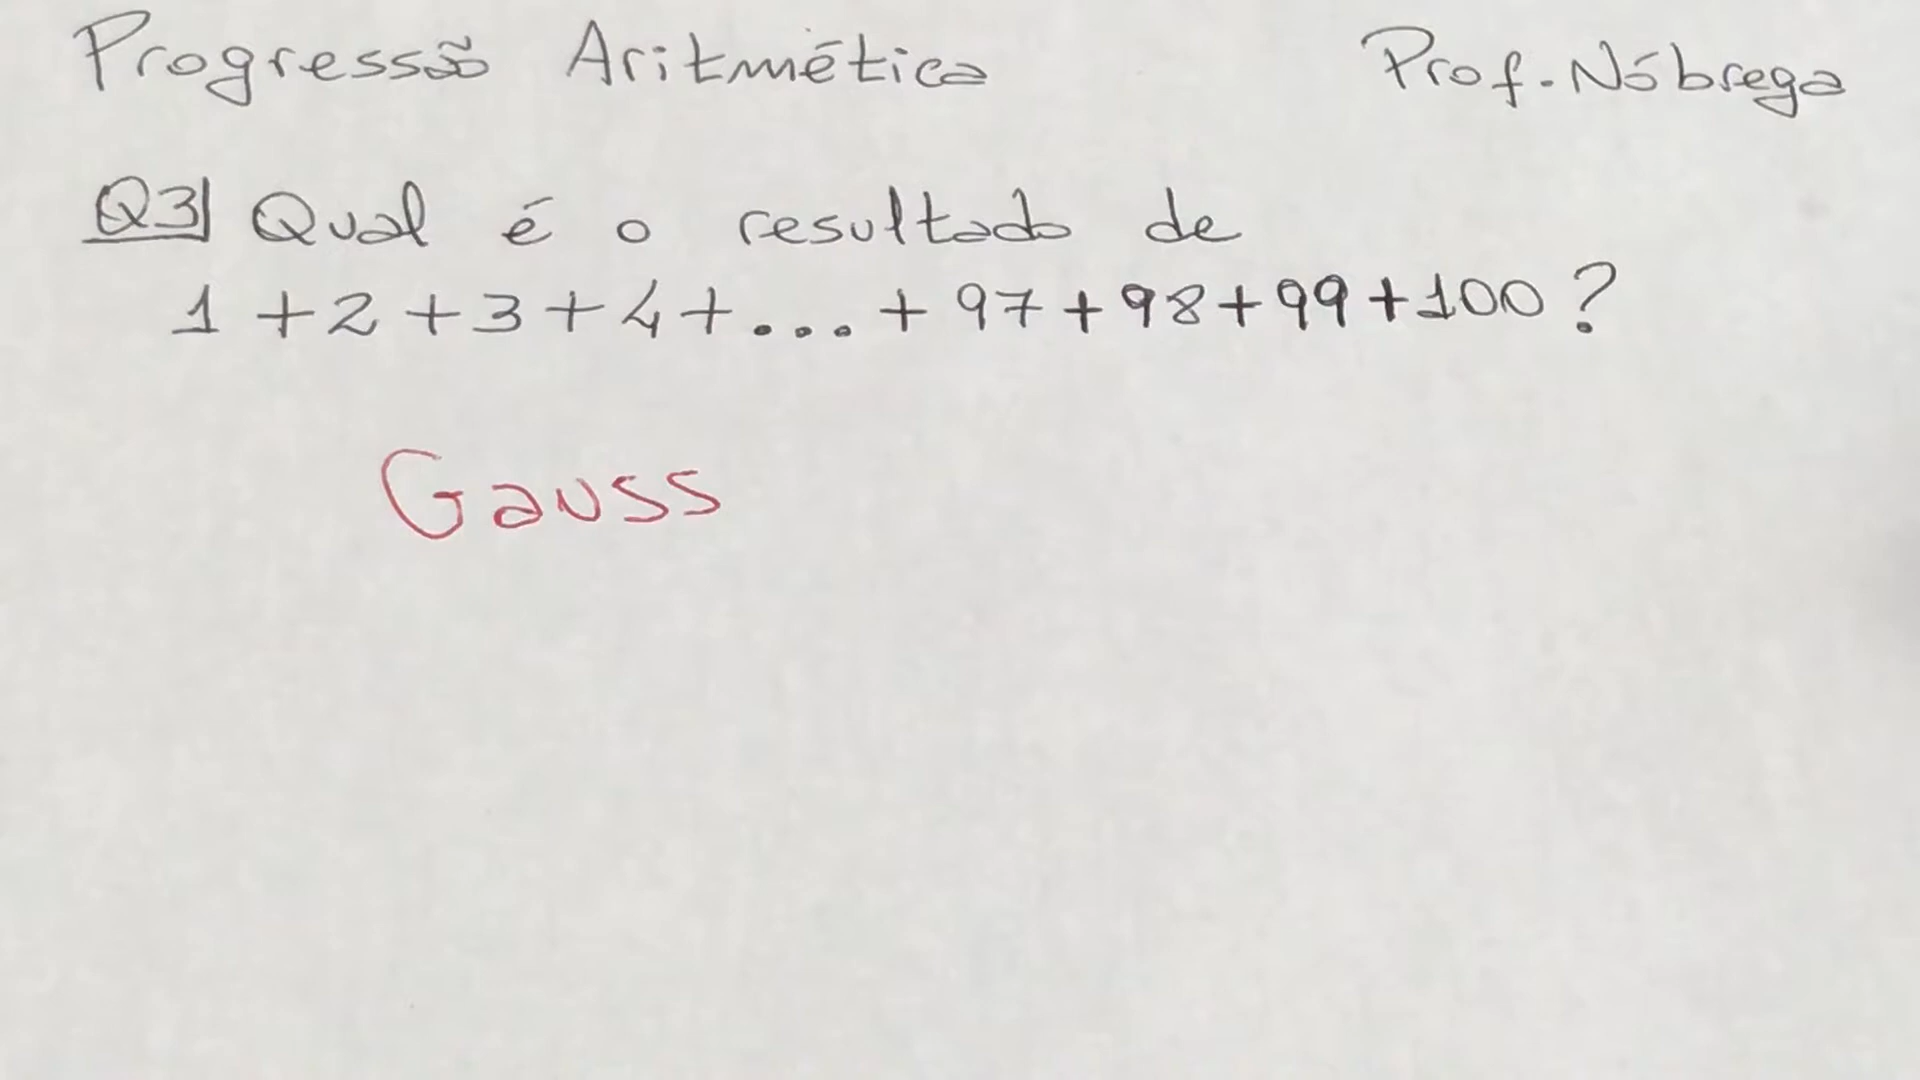 Progressão Aritmética Prof. Nóbrega
Q3) Qual é o resultado de
1 + 2 + 3 + 4 + ... + 97 + 98 + 99 + 100 ?
Gauss